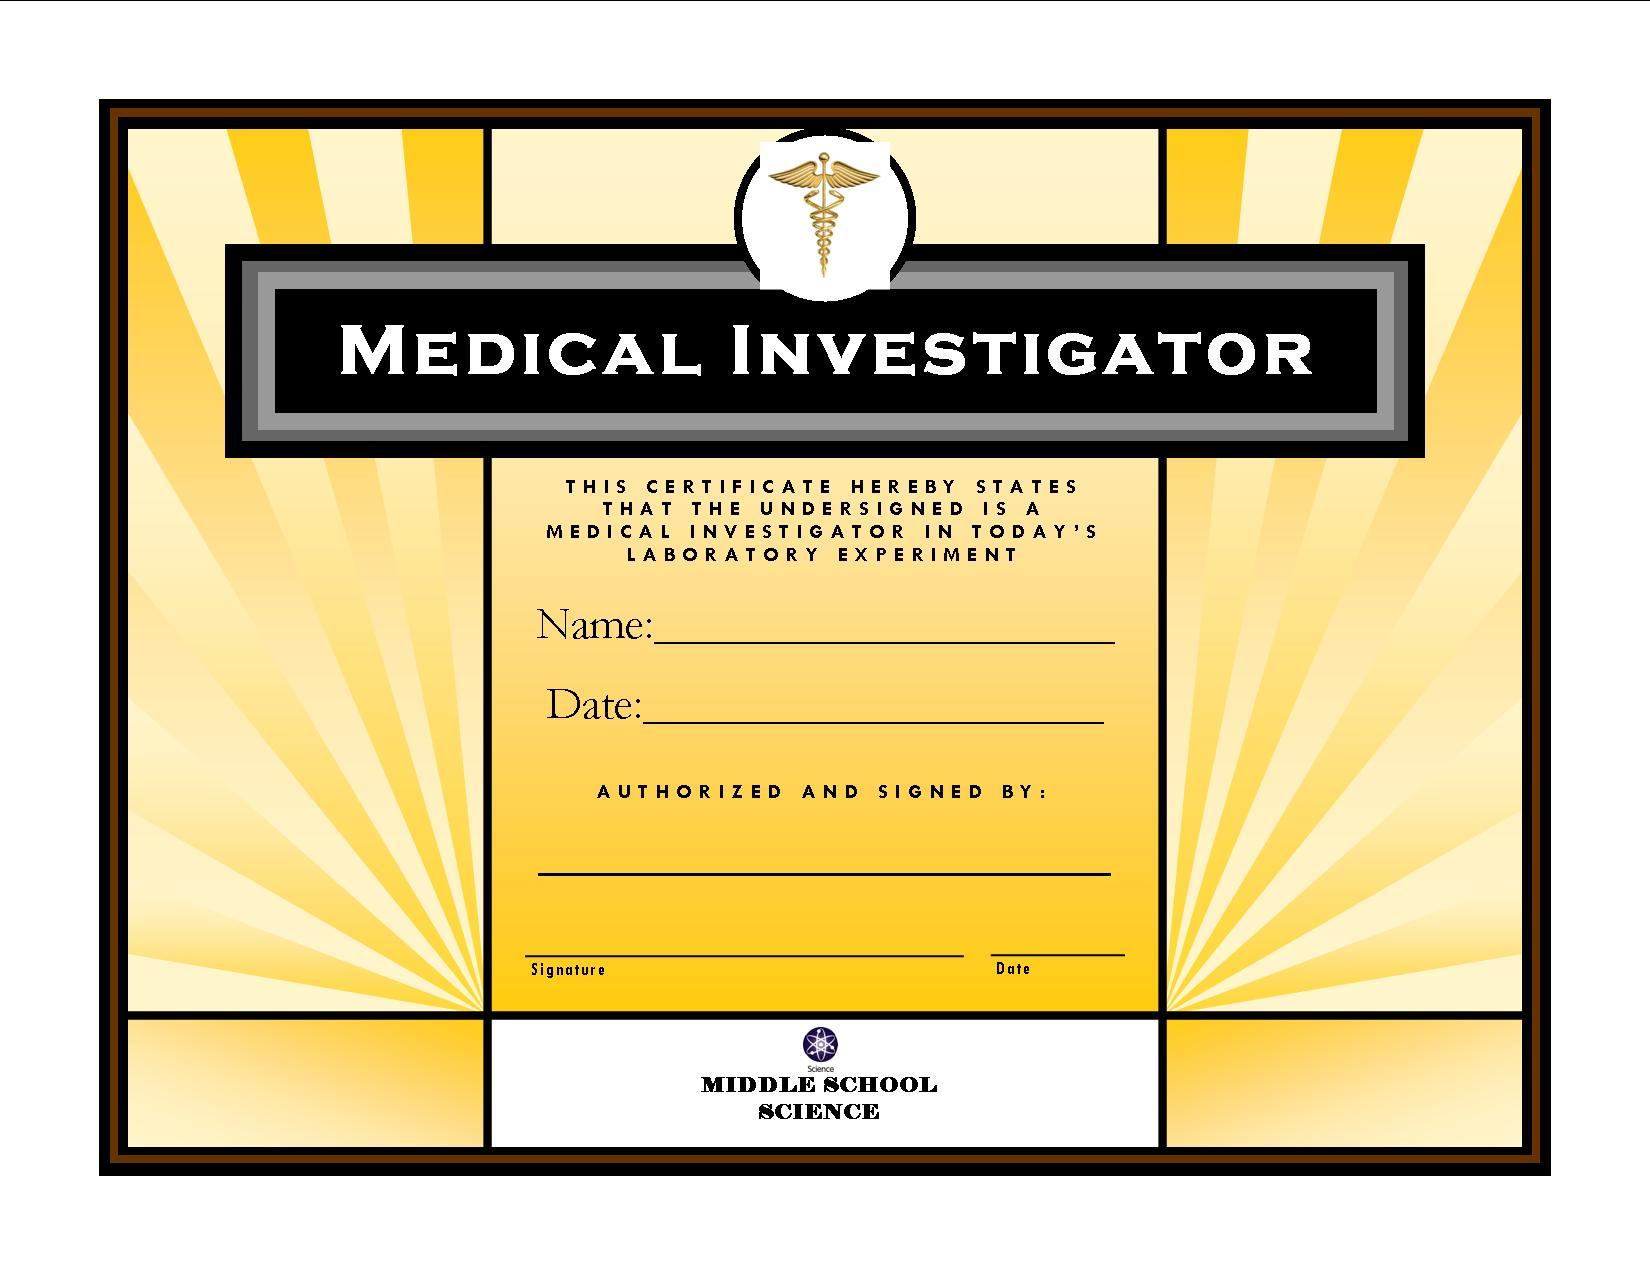 MEDICAL INVESTIGATOR
THIS CERTIFICATE HEREBY STATES
THAT THE UNDERSIGNED IS A
MEDICAL INVESTIGATOR IN TODAY'S
LABORATORY EXPERIMENT
Name:
Date:
AUTHORIZED AND SIGNED BY:
Signature Date
Science
MIDDLE SCHOOL
SCIENCE